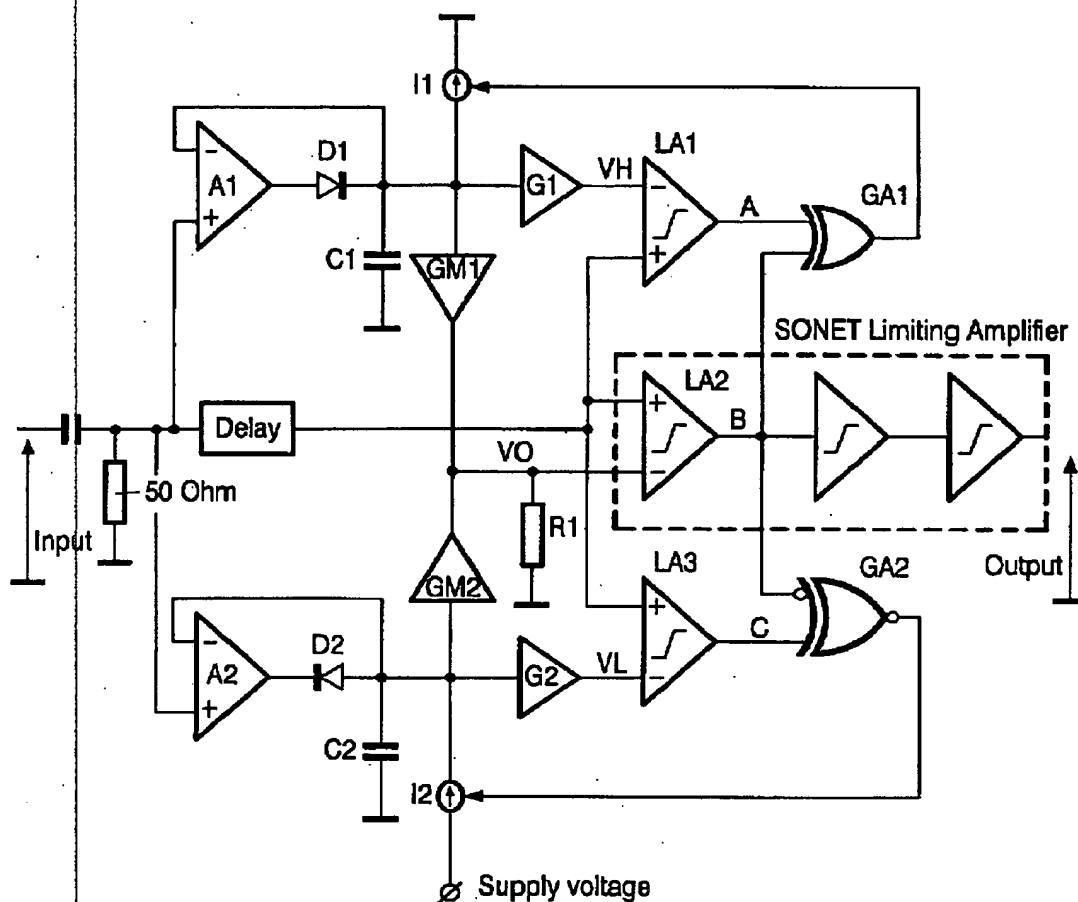 I1
LA1
D1
VH
GA1
−
A1
+
G1
−
+
A
C1
GM1
SONET Limiting Amplifier
LA2
Delay
+
B
VO
−
50 Ohm
Input
R1
GM2
LA3
GA2
Output
−
A2
+
D2
G2
VL
+
−
C
C2
I2
Supply voltage